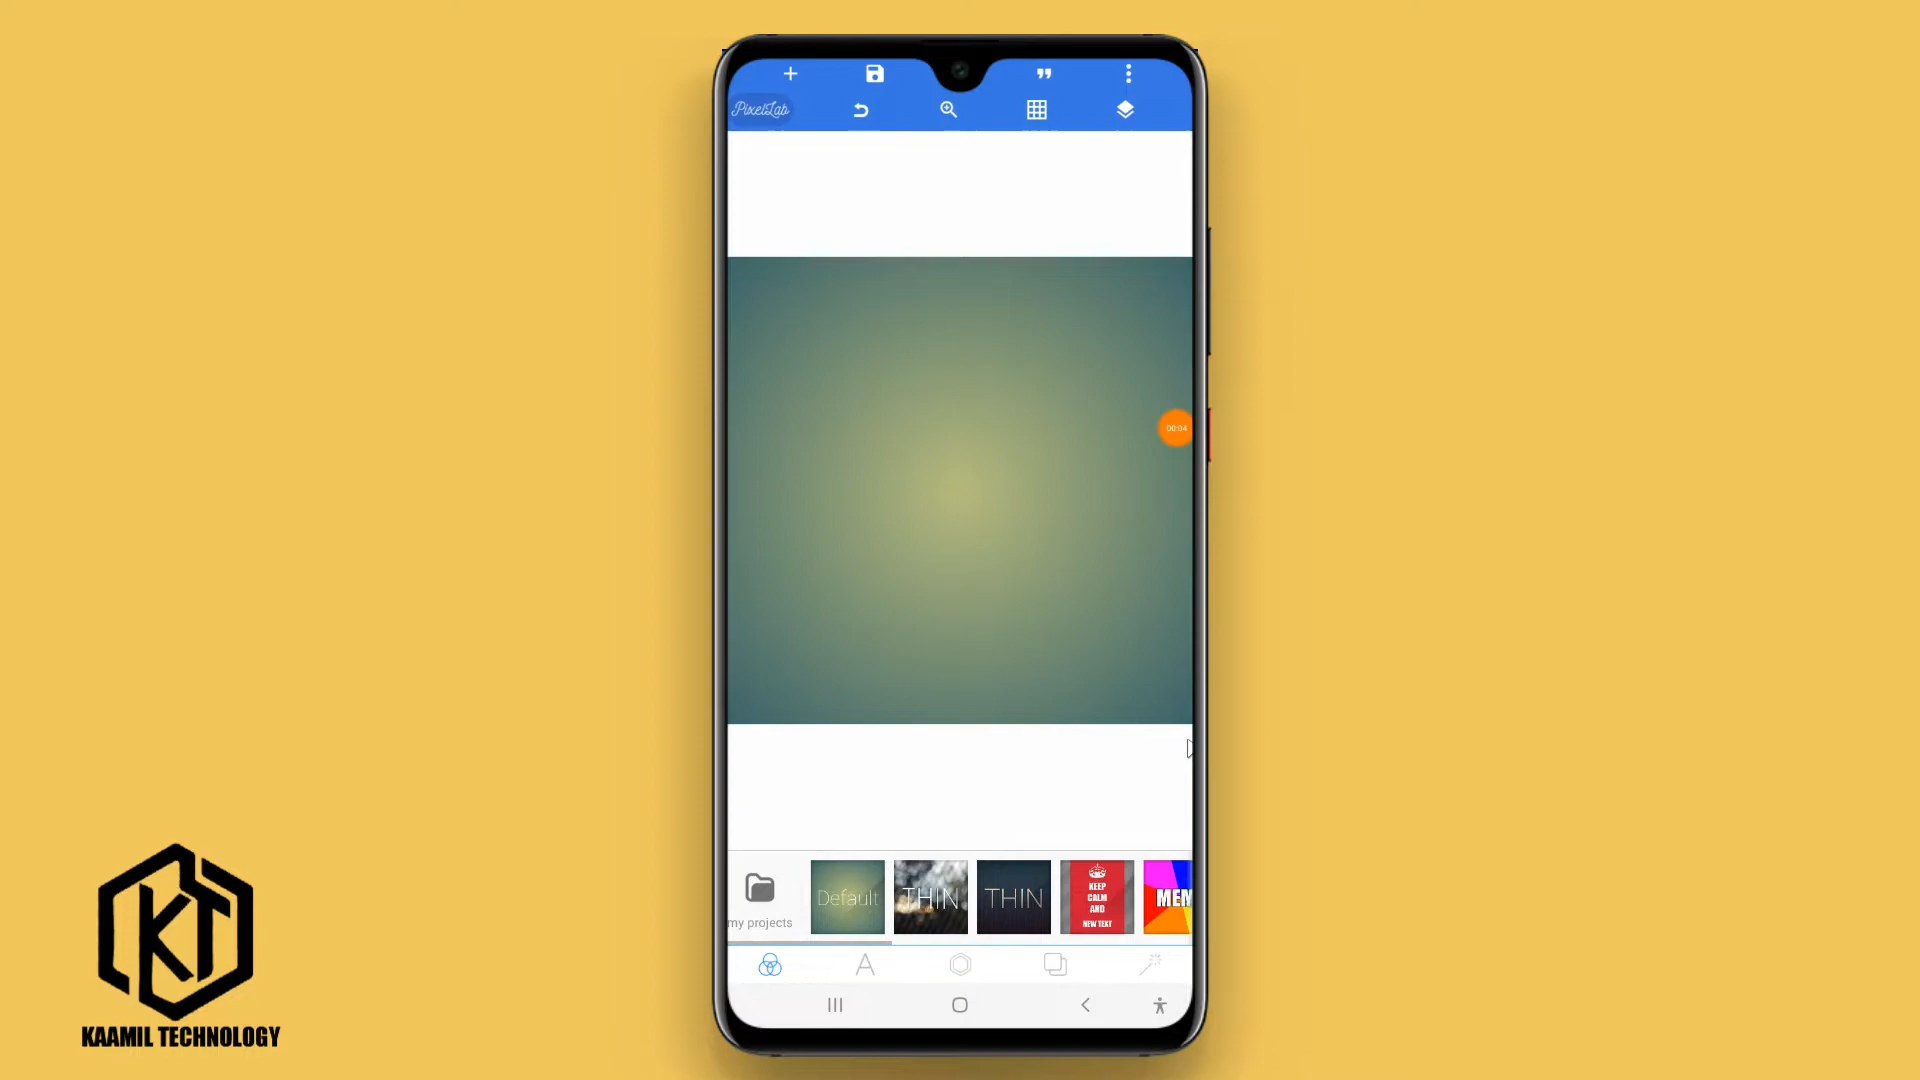 PixelLab
00:04
my projects
Default
THIN
THIN
KEEP
CALM
AND
NEW TEXT
MEM
KT
KAAMIL TECHNOLOGY